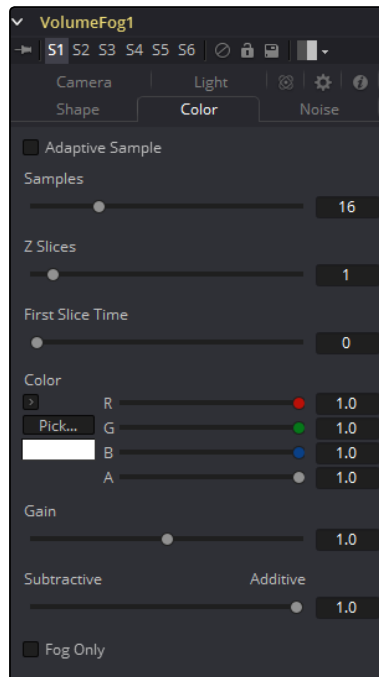 VolumeFog1
S1 S2 S3 S4 S5 S6
Camera Light
Shape Color Noise
Adaptive Sample
Samples
16
Z Slices
1
First Slice Time
0
Color
R 1.0
Pick... G 1.0
B 1.0
A 1.0
Gain
1.0
Subtractive Additive
1.0
Fog Only